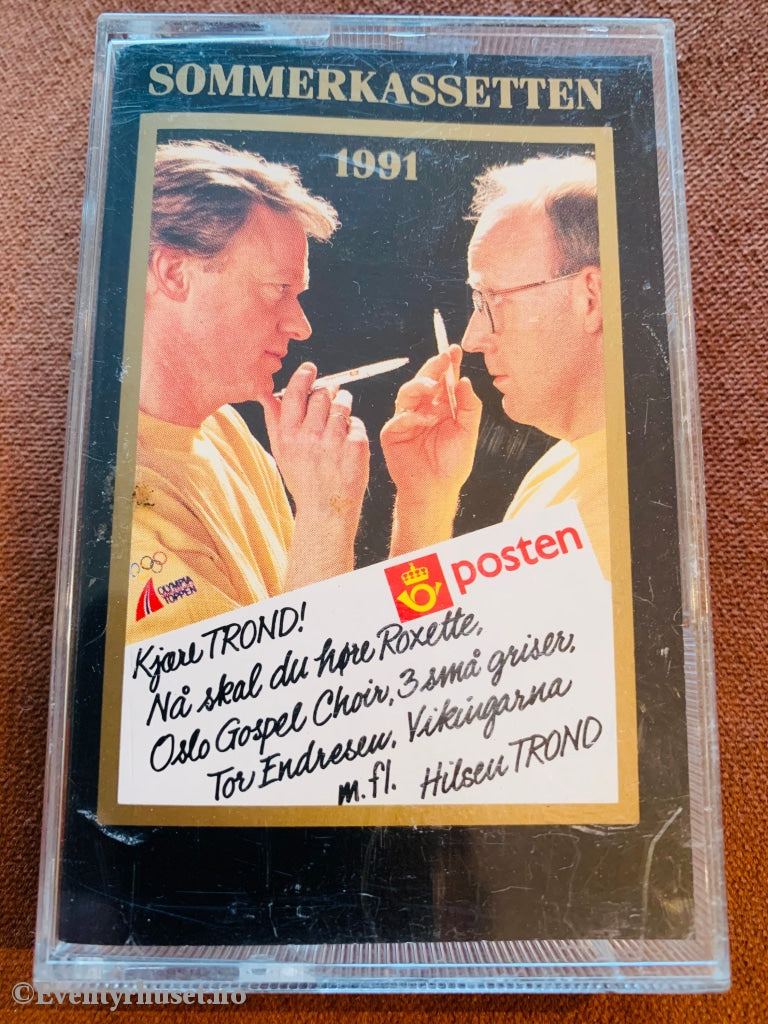 SOMMERKASSETTEN
1991
OLYMPIA
TOPPEN
posten
Kjære TROND!
Nå skal du høre Roxette,
Oslo Gospel Choir, 3 små griser,
Tor Endresen, Vikingarna
m.fl. Hilsen TROND
©Eventyrhuset.no